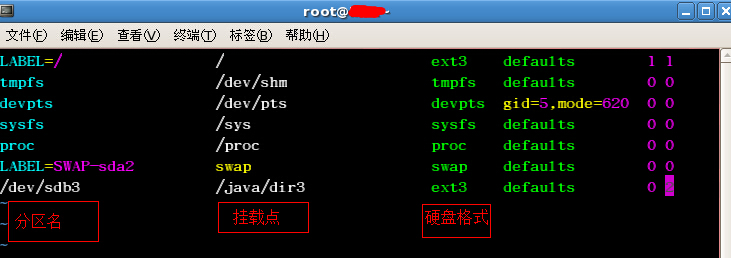 root@
文件(F) 编辑(E) 查看(V) 终端(T) 标签(B) 帮助(H)
LABEL=/ / ext3 defaults 1 1
tmpfs /dev/shm tmpfs defaults 0 0
devpts /dev/pts devpts gid=5,mode=620 0 0
sysfs /sys sysfs defaults 0 0
proc /proc proc defaults 0 0
LABEL=SWAP-sda2 swap swap defaults 0 0
/dev/sdb3 /java/dir3 ext3 defaults 0
~
分区名 挂载点 硬盘格式
~